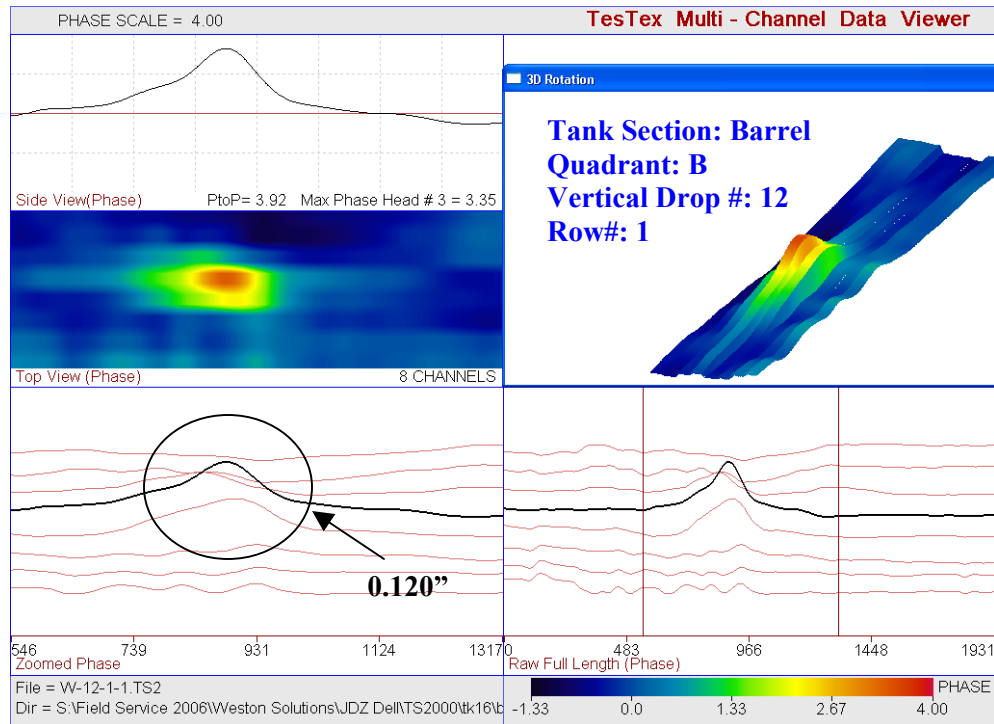 PHASE SCALE = 4.00
TesTex Multi - Channel Data Viewer
Side View(Phase)
PtoP= 3.92 Max Phase Head # 3 = 3.35
3D Rotation
Tank Section: Barrel
Quadrant: B
Vertical Drop #: 12
Row#: 1
Top View (Phase)
8 CHANNELS
0.120”
546 739 931 1124 1317
Zoomed Phase
0 483 966 1448 1931
Raw Full Length (Phase)
File = W-12-1-1.TS2
Dir = S:\Field Service 2006\Weston Solutions\JDZ Dell\TS2000\tk16\b
PHASE
-1.33 0.0 1.33 2.67 4.00